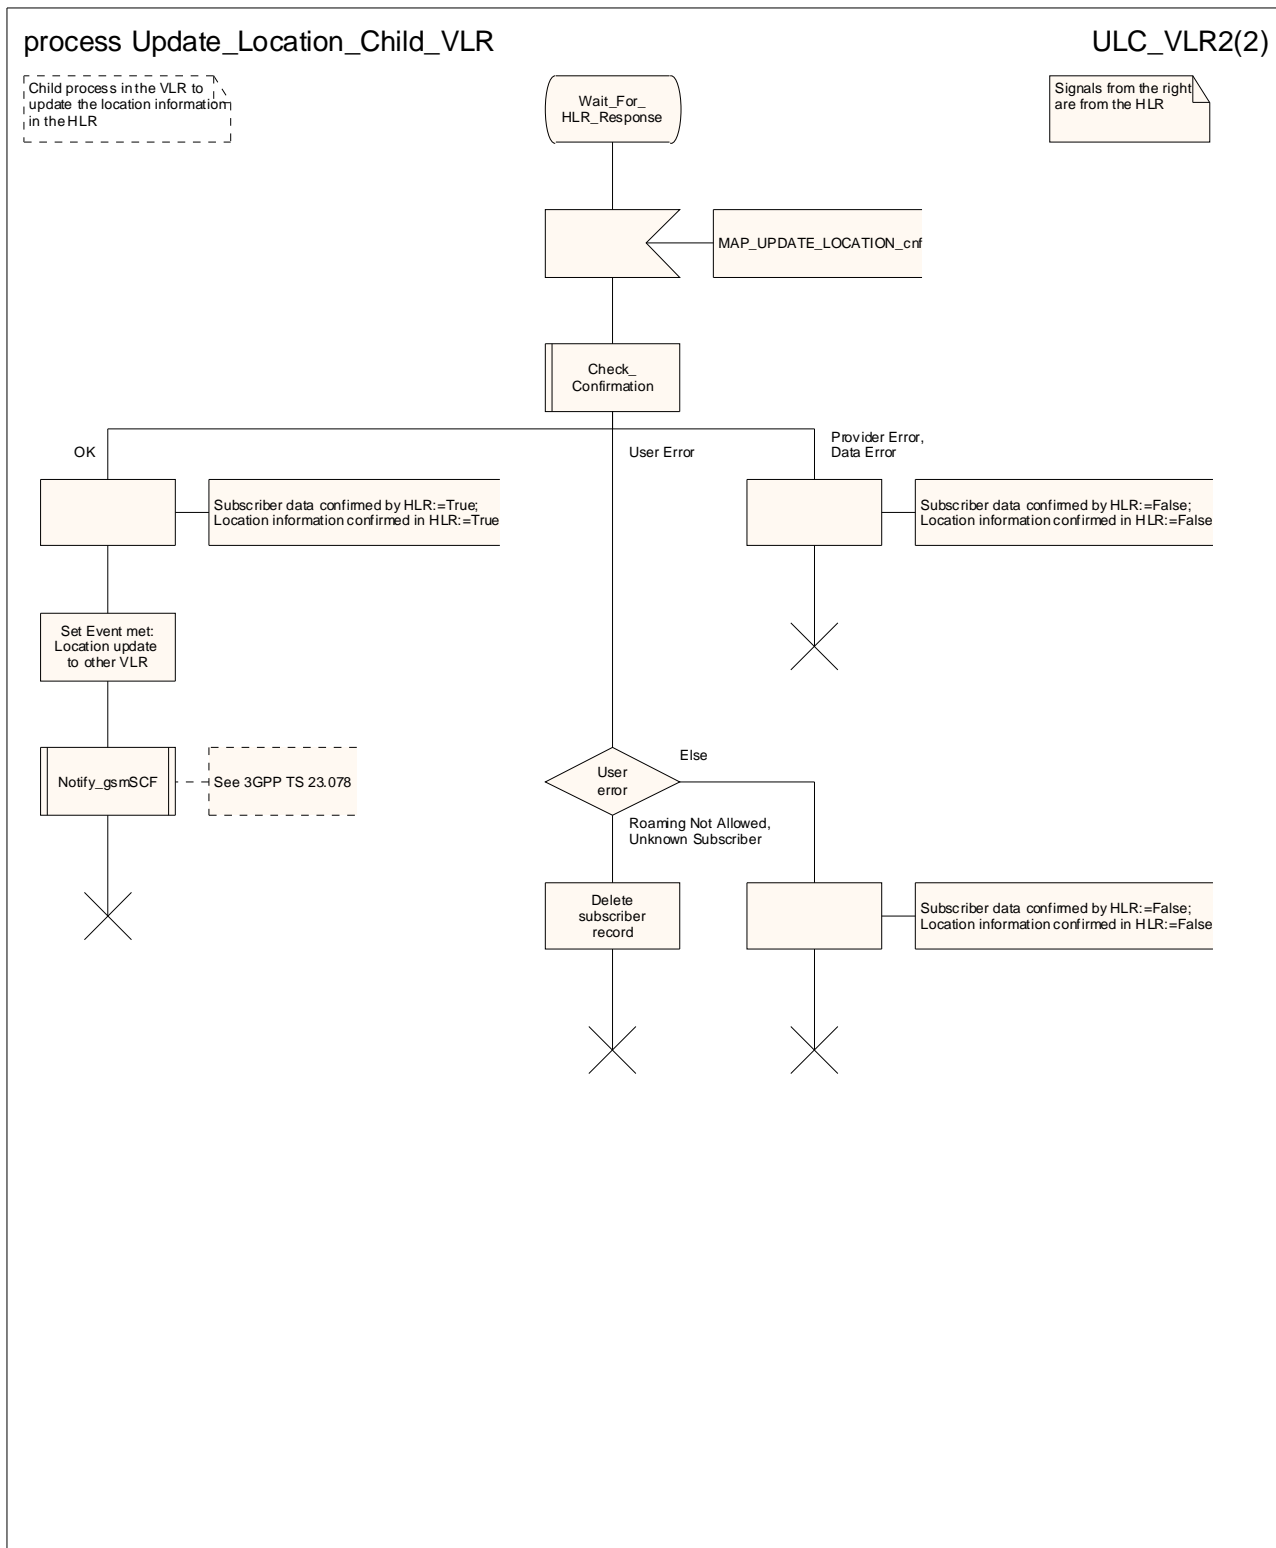 process Update_Location_Child_VLR
ULC_VLR2(2)
Child process in the VLR to
update the location information
in the HLR
Wait_For_
HLR_Response
Signals from the right
are from the HLR
MAP_UPDATE_LOCATION_cnf
Check_
Confirmation
OK
User Error
Provider Error,
Data Error
Subscriber data confirmed by HLR:=True;
Location information confirmed in HLR:=True
Subscriber data confirmed by HLR:=False;
Location information confirmed in HLR:=False
Set Event met:
Location update
to other VLR
Notify_gsmSCF
See 3GPP TS 23.078
User
error
Else
Roaming Not Allowed,
Unknown Subscriber
Delete
subscriber
record
Subscriber data confirmed by HLR:=False;
Location information confirmed in HLR:=False